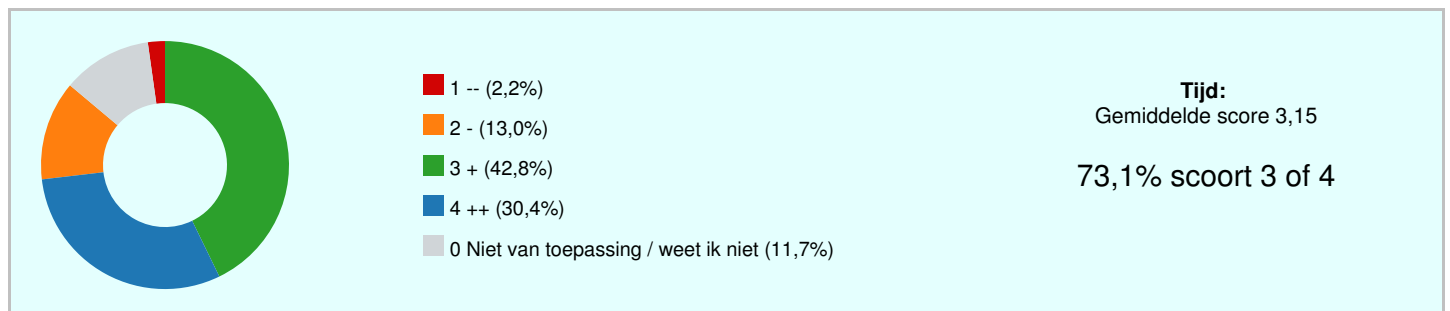 1 -- (2,2%)
2 - (13,0%)
3 + (42,8%)
4 ++ (30,4%)
0 Niet van toepassing / weet ik niet (11,7%)
Tijd:
Gemiddelde score 3,15
73,1% scoort 3 of 4